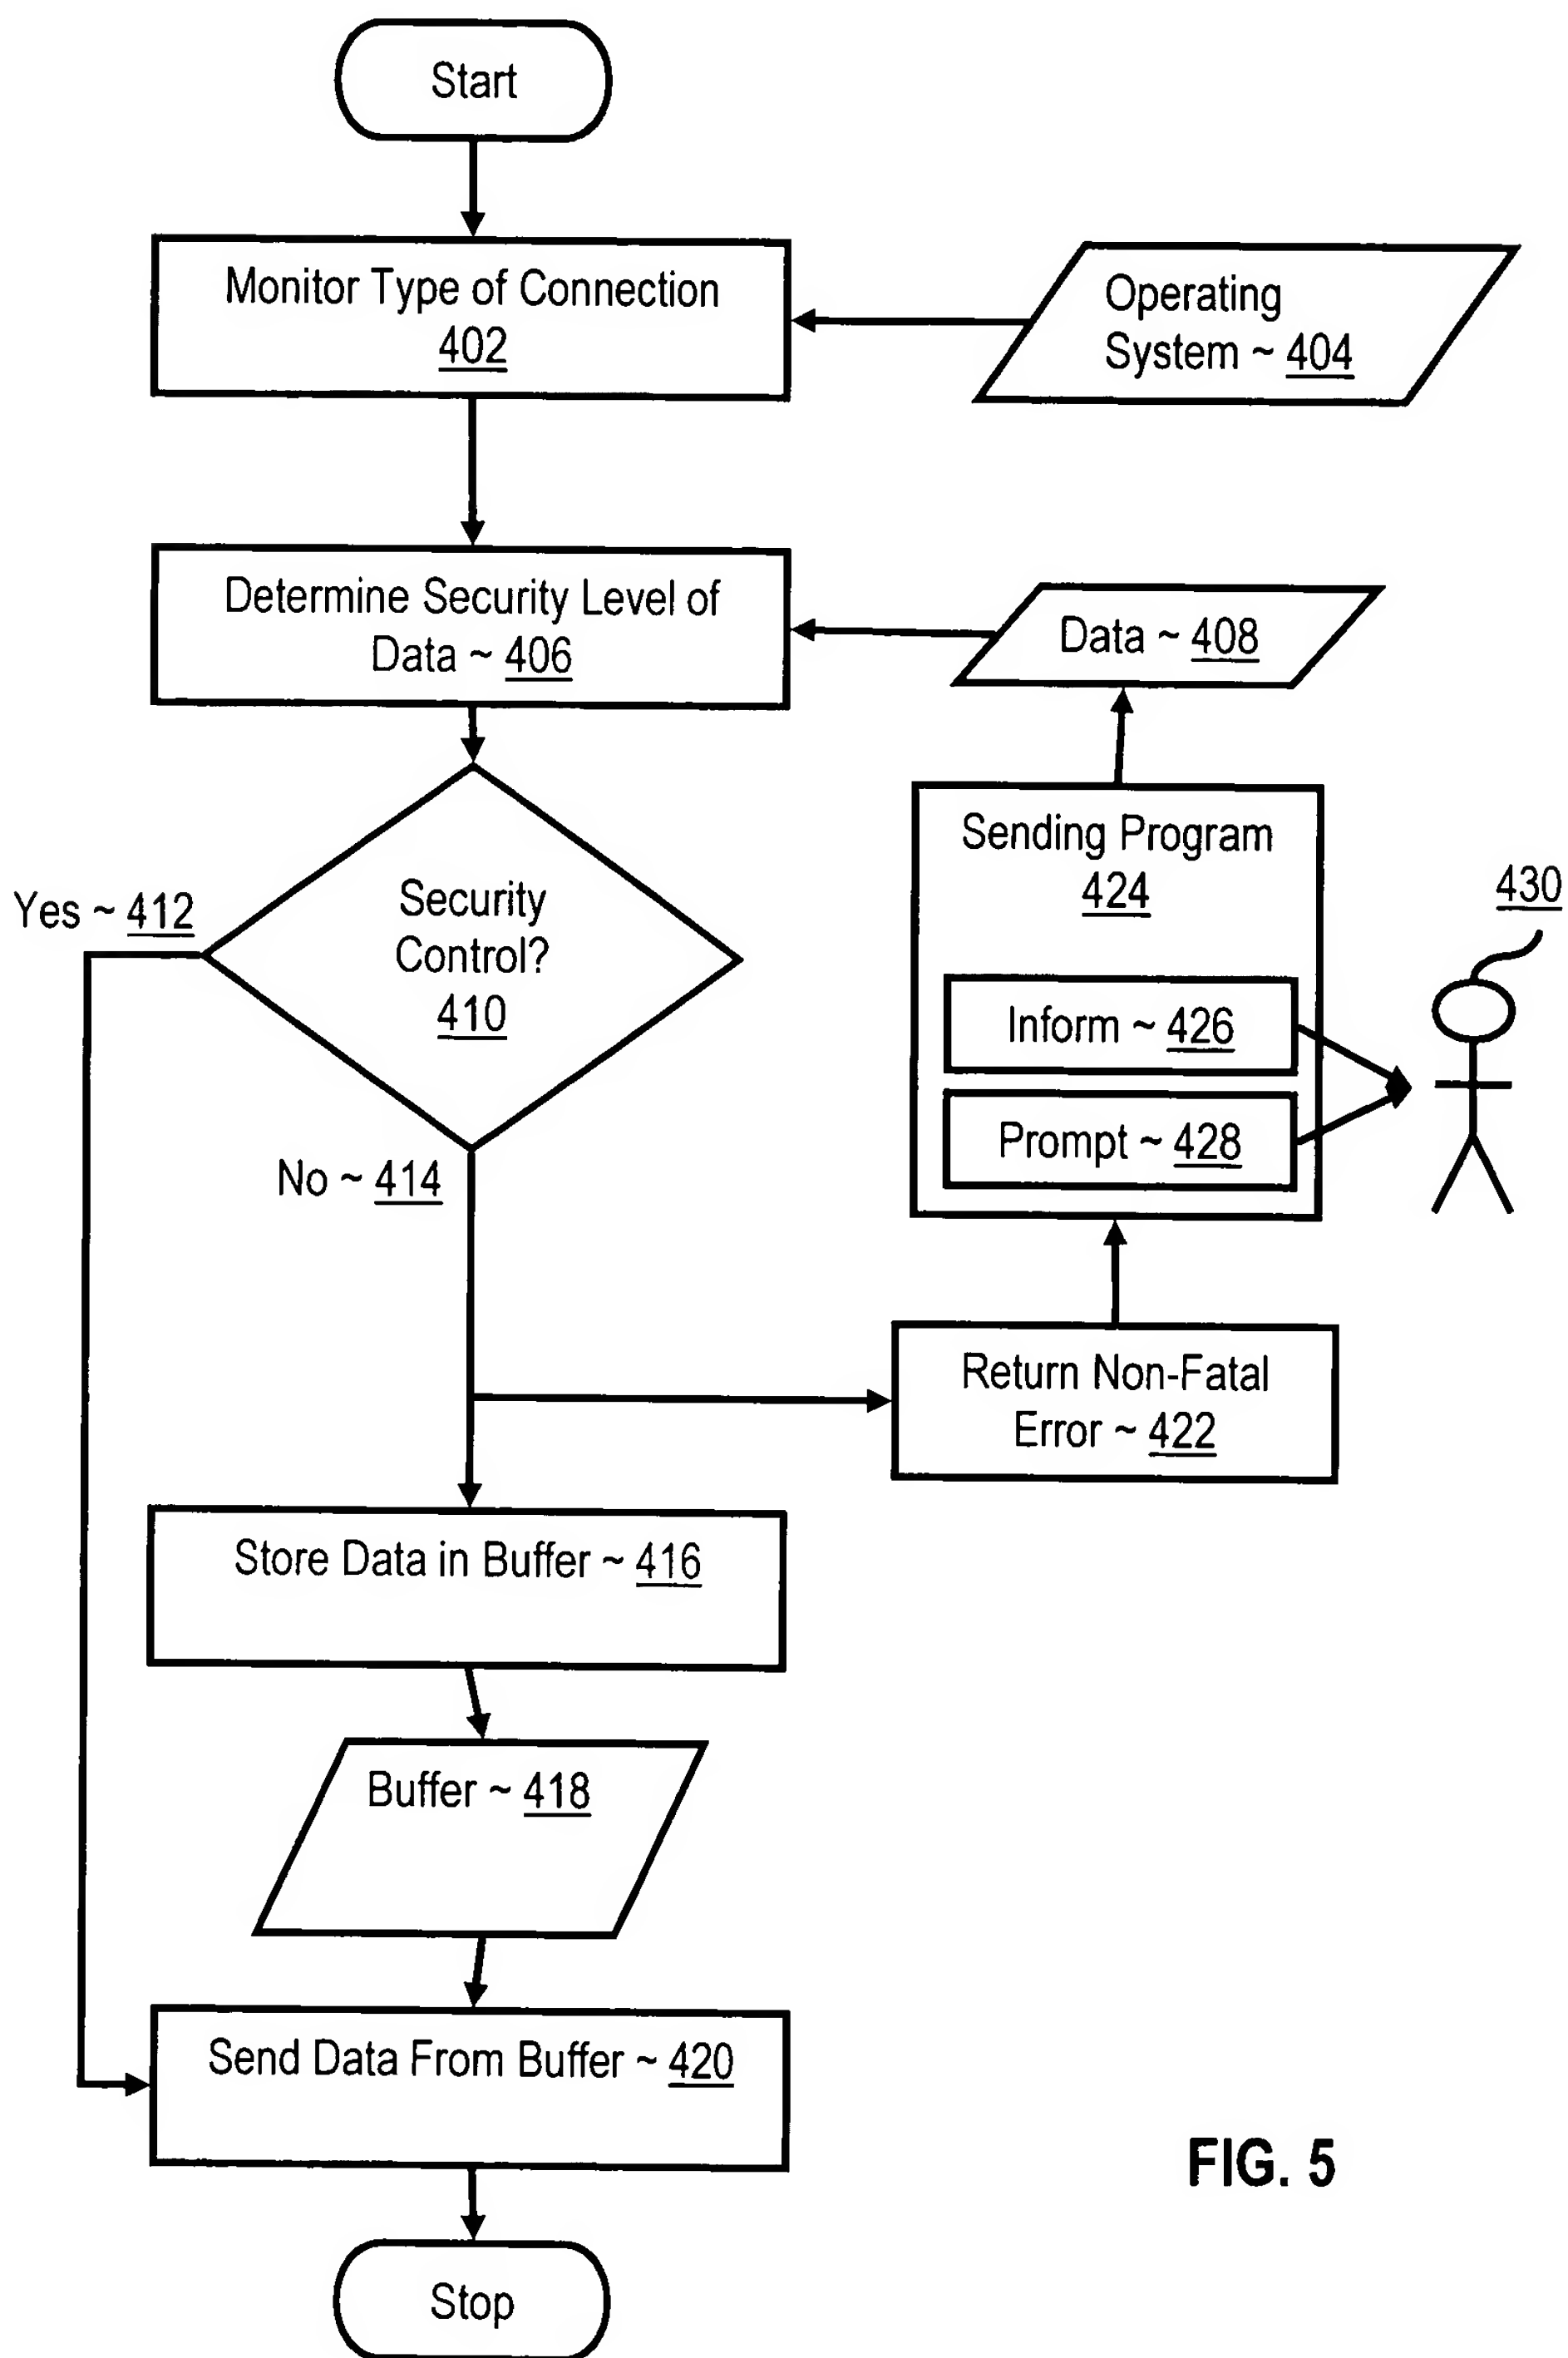 Start
Monitor Type of Connection
402
Operating
System ~ 404
Determine Security Level of
Data ~ 406
Data ~ 408
Security
Control?
410
Yes ~ 412
No ~ 414
Sending Program
424
Inform ~ 426
Prompt ~ 428
430
Return Non-Fatal
Error ~ 422
Store Data in Buffer ~ 416
Buffer ~ 418
Send Data From Buffer ~ 420
Stop
FIG. 5